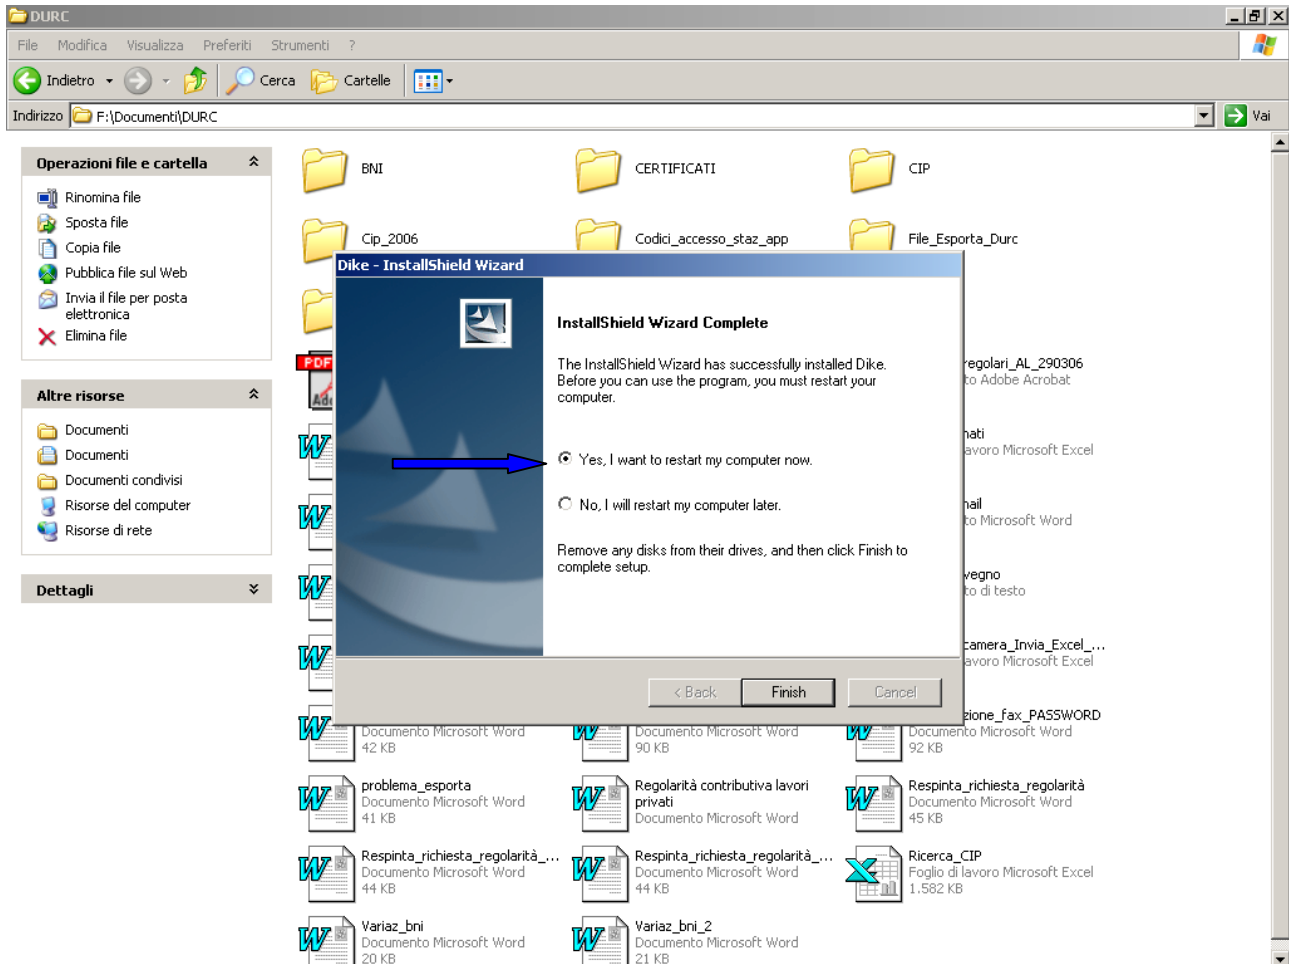 DURC
File Modifica Visualizza Preferiti Strumenti ?
Indietro Cerca Cartelle
Indirizzo F:\Documenti\DURC Vai
Operazioni file e cartella
Rinomina file
Sposta file
Copia file
Pubblica file sul Web
Invia il file per posta
elettronica
Elimina file
Altre risorse
Documenti
Documenti
Documenti condivisi
Risorse del computer
Risorse di rete
Dettagli
BNI CERTIFICATI CIP
Cip_2006 Codici_accesso_staz_app File_Esporta_Durc
Dike - InstallShield Wizard
InstallShield Wizard Complete
The InstallShield Wizard has successfully installed Dike.
Before you can use the program, you must restart your
computer.
Yes, I want to restart my computer now.
No, I will restart my computer later.
Remove any disks from their drives, and then click Finish to
complete setup.
< Back Finish Cancel
PDF
egolari_AL_290306
to Adobe Acrobat
nati
avoro Microsoft Excel
ail
to Microsoft Word
vegno
to di testo
camera_Invia_Excel_...
avoro Microsoft Excel
zione_fax_PASSWORD
Documento Microsoft Word Documento Microsoft Word Documento Microsoft Word
42 KB 90 KB 92 KB
problema_esporta Regolarità contributiva lavori Respinta_richiesta_regolarità
Documento Microsoft Word privati Documento Microsoft Word
41 KB Documento Microsoft Word 45 KB
Respinta_richiesta_regolarità_... Respinta_richiesta_regolarità_... Ricerca_CIP
Documento Microsoft Word Documento Microsoft Word Foglio di lavoro Microsoft Excel
44 KB 44 KB 1.582 KB
Variaz_bni Variaz_bni_2
Documento Microsoft Word Documento Microsoft Word
20 KB 21 KB